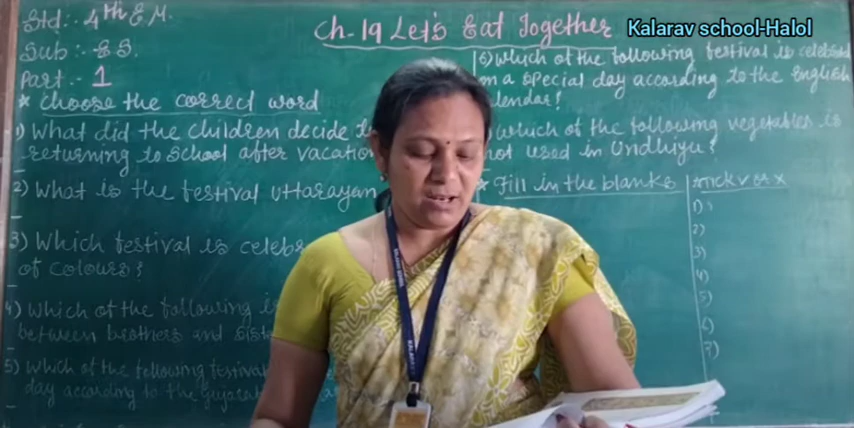 Std:- 4th E.M.
Sub:- E.S.
Part:- 1
Ch-19 Let's Eat Together
Kalarav school-Halol
* Choose the correct word
1) What did the children decide
returning to school after vacation
2) What is the festival Uttarayan
3) Which festival is
of colours?
4) Which of the following is
between brothers and
5) Which of the following festival
day according to the
6) Which of the following festival is
on a special day according to the English
which of the following vegetables is
not used in Undhiyu?
* Fill in the blanks
*Tick ✓ or ×
1)
2)
3)
4)
5)
6)
7)
KALARAV SCHOOL